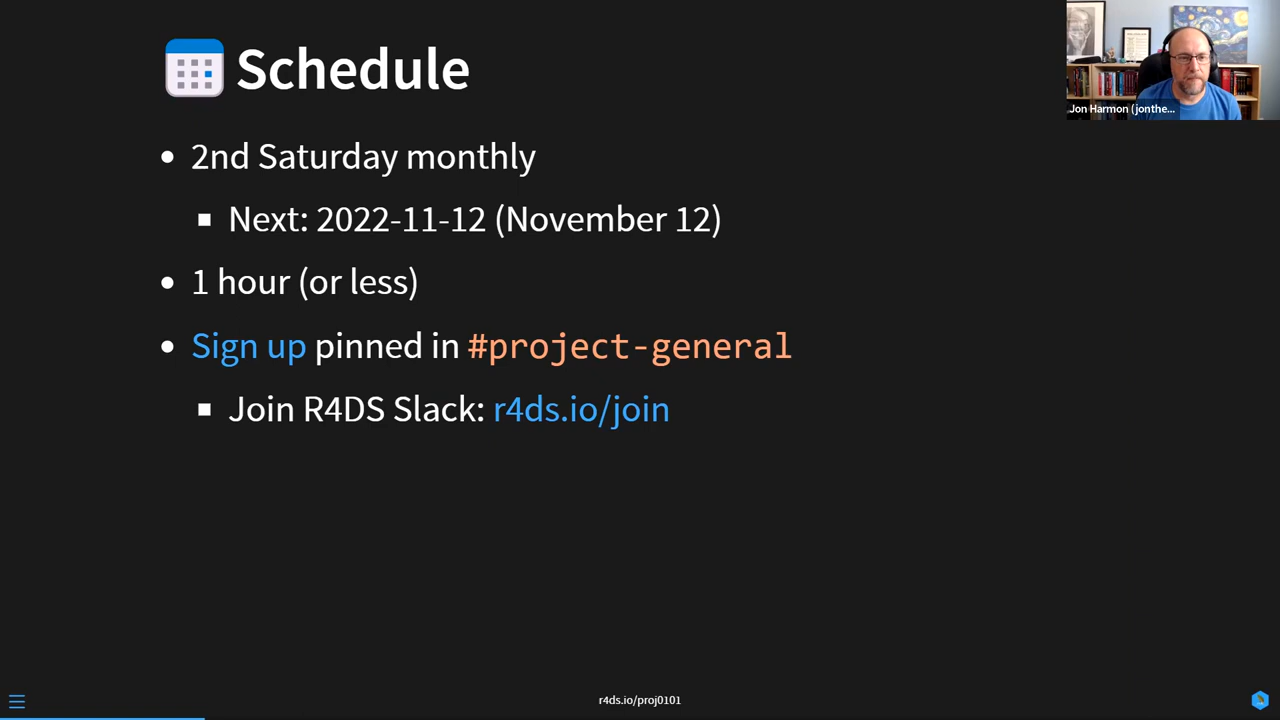 Schedule
2nd Saturday monthly
Next: 2022-11-12 (November 12)
1 hour (or less)
Sign up pinned in #project-general
Join R4DS Slack: r4ds.io/join
Jon Harmon (jonthe...
r4ds.io/proj0101